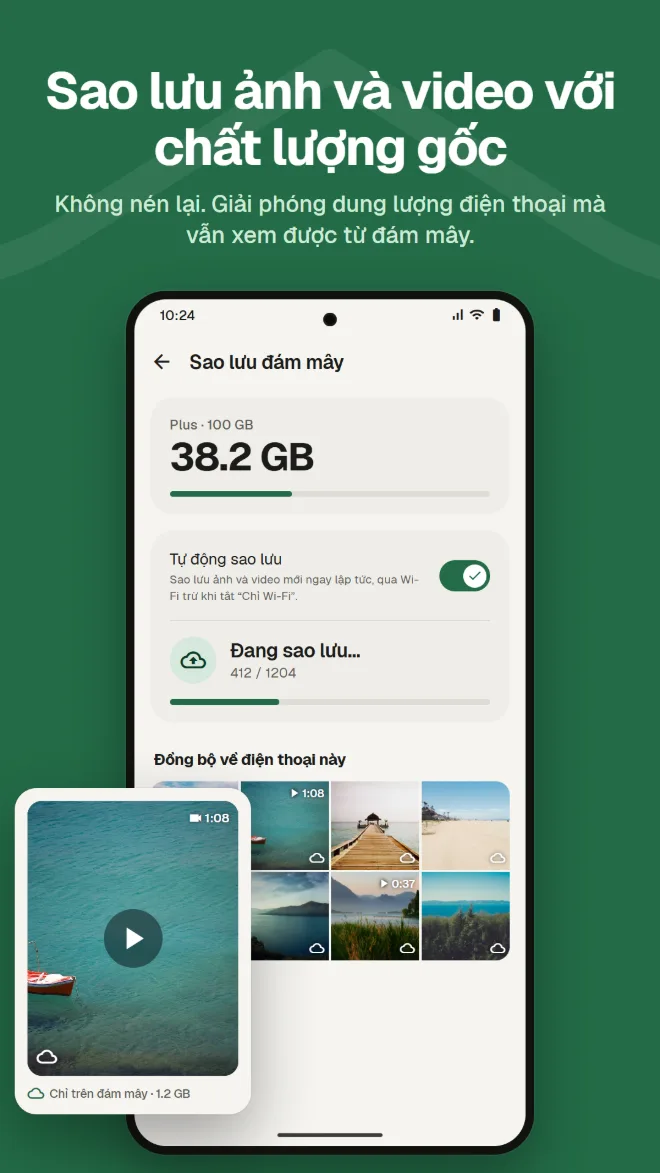 Sao lưu ảnh và video với
chất lượng gốc
Không nén lại. Giải phóng dung lượng điện thoại mà
vẫn xem được từ đám mây.
10:24
Sao lưu đám mây
Plus · 100 GB
38.2 GB
Tự động sao lưu
Sao lưu ảnh và video mới ngay lập tức, qua Wi-
Fi trừ khi tắt “Chỉ Wi-Fi”.
Đang sao lưu...
412 / 1204
Đồng bộ về điện thoại này
1:08
1:08
0:37
Chỉ trên đám mây · 1.2 GB